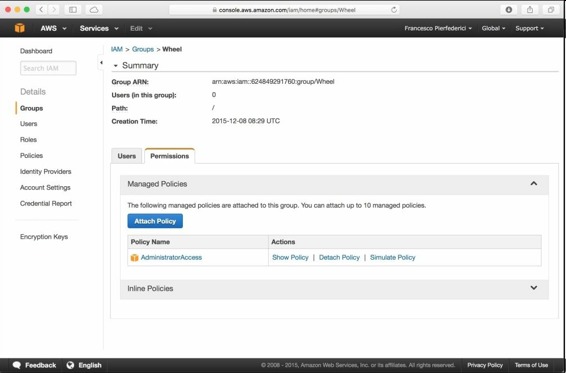 console.aws.amazon.com/iam/home#groups/Wheel
AWS Services Edit Francesco Pierfederici Global Support
Dashboard
Search IAM
Details
Groups
Users
Roles
Policies
Identity Providers
Account Settings
Credential Report
Encryption Keys
IAM > Groups > Wheel
Summary
Group ARN: arn:aws:iam::624849291760:group/Wheel
Users (in this group): 0
Path: /
Creation Time: 2015-12-08 08:29 UTC
Users Permissions
Managed Policies
The following managed policies are attached to this group. You can attach up to 10 managed policies.
Attach Policy
Policy Name Actions
AdministratorAccess Show Policy | Detach Policy | Simulate Policy
Inline Policies
Feedback English © 2008 - 2015, Amazon Web Services, Inc. or its affiliates. All rights reserved. Privacy Policy Terms of Use